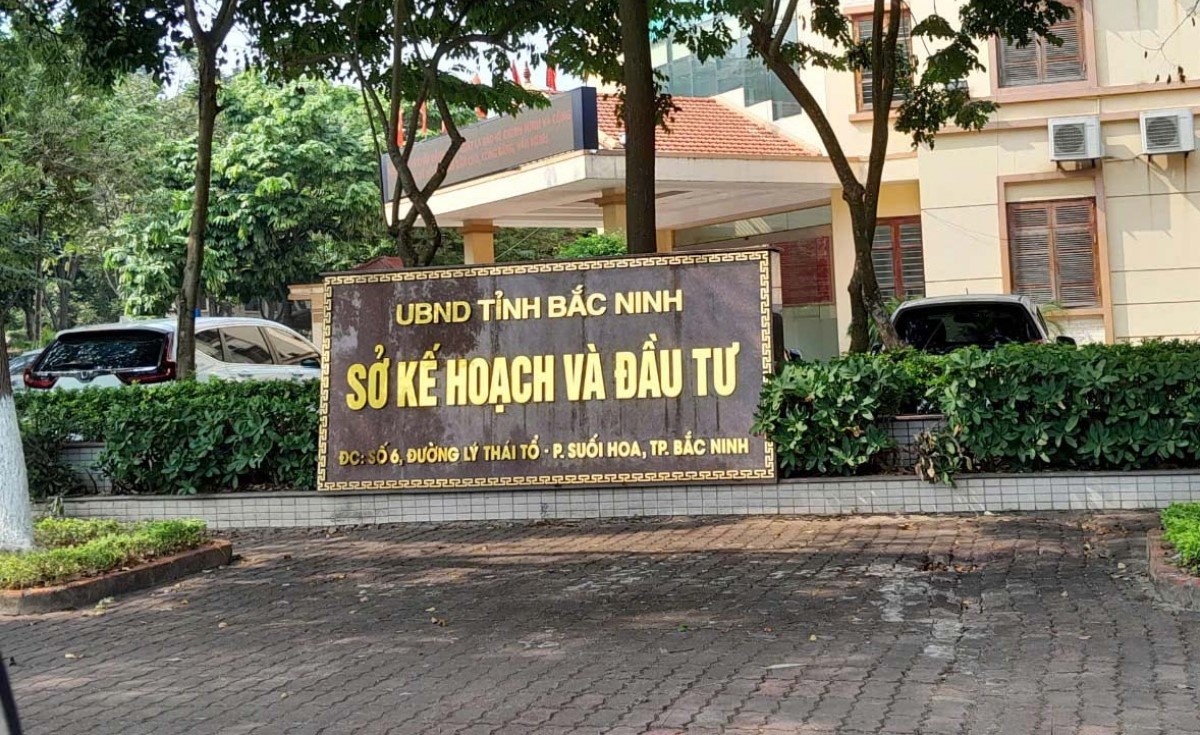 UBND TỈNH BẮC NINH
SỞ KẾ HOẠCH VÀ ĐẦU TƯ
ĐC: SỐ 6, ĐƯỜNG LÝ THÁI TỔ - P. SUỐI HOA, TP. BẮC NINH